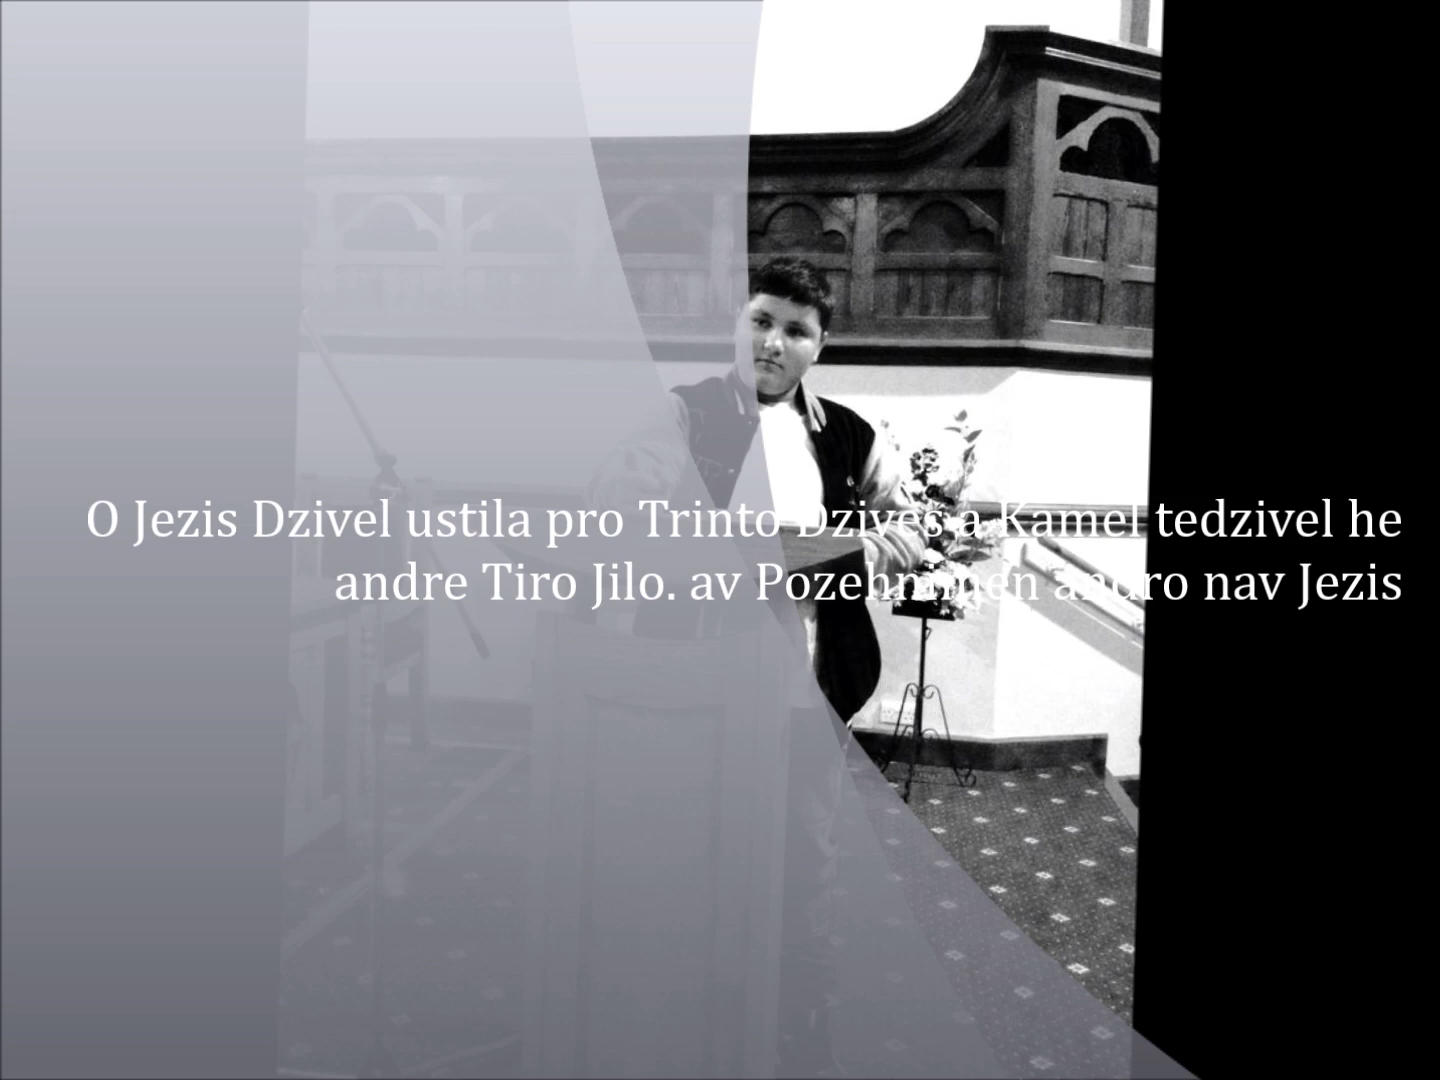 O Jezis Dzivel ustila pro Trinto Dzives a Kamel tedzivel he
andre Tiro Jilo. av Pozehnimen andro nav Jezis